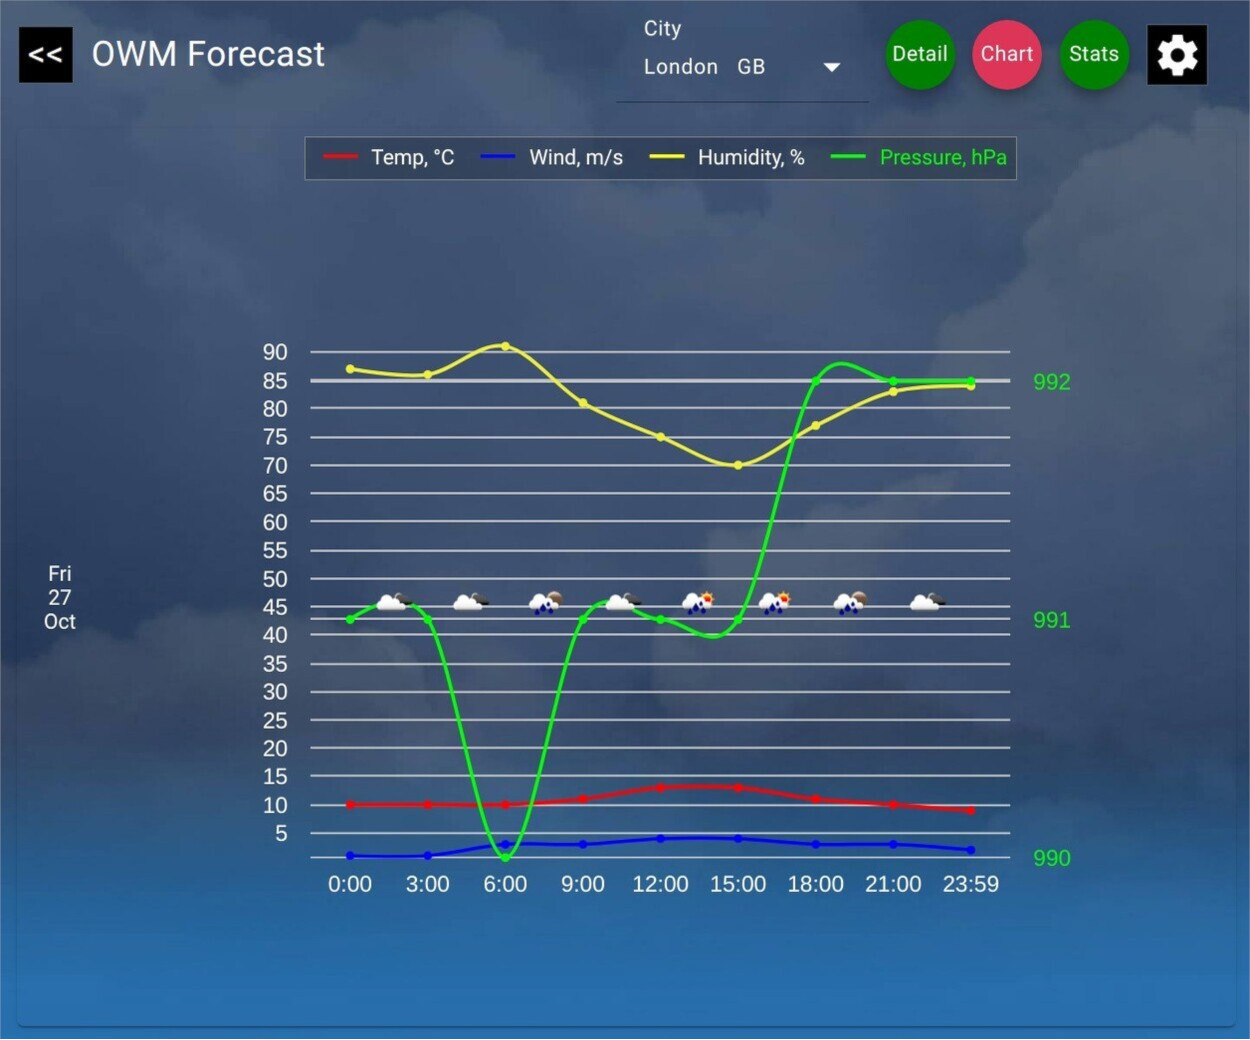 <<
OWM Forecast
City
London GB
Detail
Chart
Stats
Temp, °C
Wind, m/s
Humidity, %
Pressure, hPa
90
85
80
75
70
65
60
55
50
45
40
35
30
25
20
15
10
5
992
991
990
Fri
27
Oct
0:00
3:00
6:00
9:00
12:00
15:00
18:00
21:00
23:59